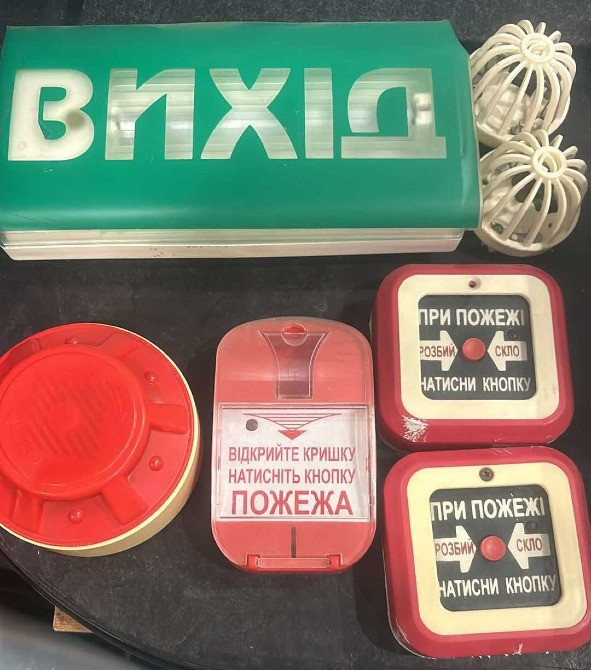 ВИХІД
ВІДКРИЙТЕ КРИШКУ
НАТИСНІТЬ КНОПКУ
ПОЖЕЖА
ПРИ ПОЖЕЖІ
РОЗБИЙ СКЛО
НАТИСНИ КНОПКУ
ПРИ ПОЖЕЖІ
РОЗБИЙ СКЛО
НАТИСНИ КНОПКУ